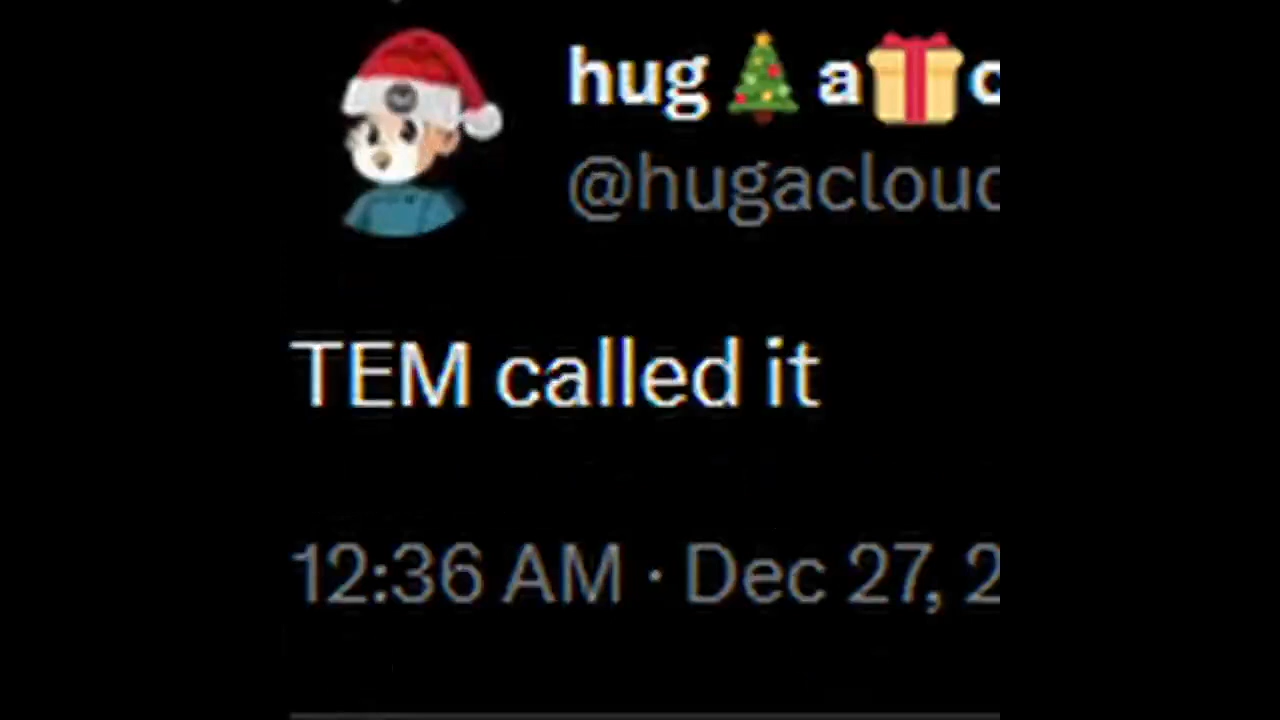 hug🎄a🎁c
@hugaclouc
TEM called it
12:36 AM · Dec 27, 2